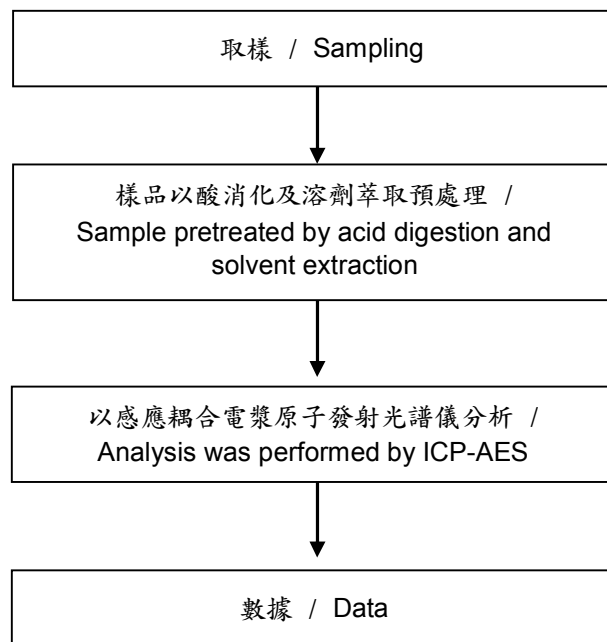 取樣 / Sampling
樣品以酸消化及溶劑萃取預處理 /
Sample pretreated by acid digestion and
solvent extraction
以感應耦合電漿原子發射光譜儀分析 /
Analysis was performed by ICP-AES
數據 / Data